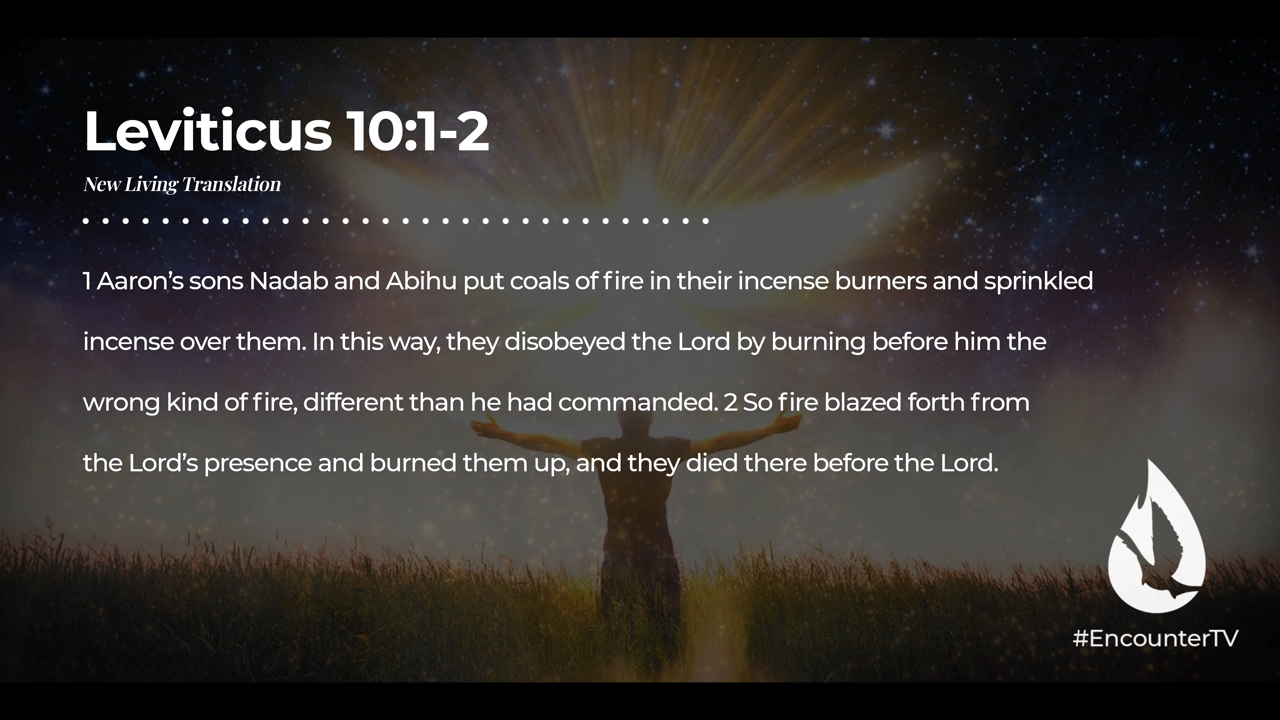 Leviticus 10:1-2
New Living Translation
1 Aaron’s sons Nadab and Abihu put coals of fire in their incense burners and sprinkled
incense over them. In this way, they disobeyed the Lord by burning before him the
wrong kind of fire, different than he had commanded. 2 So fire blazed forth from
the Lord’s presence and burned them up, and they died there before the Lord.
#EncounterTV